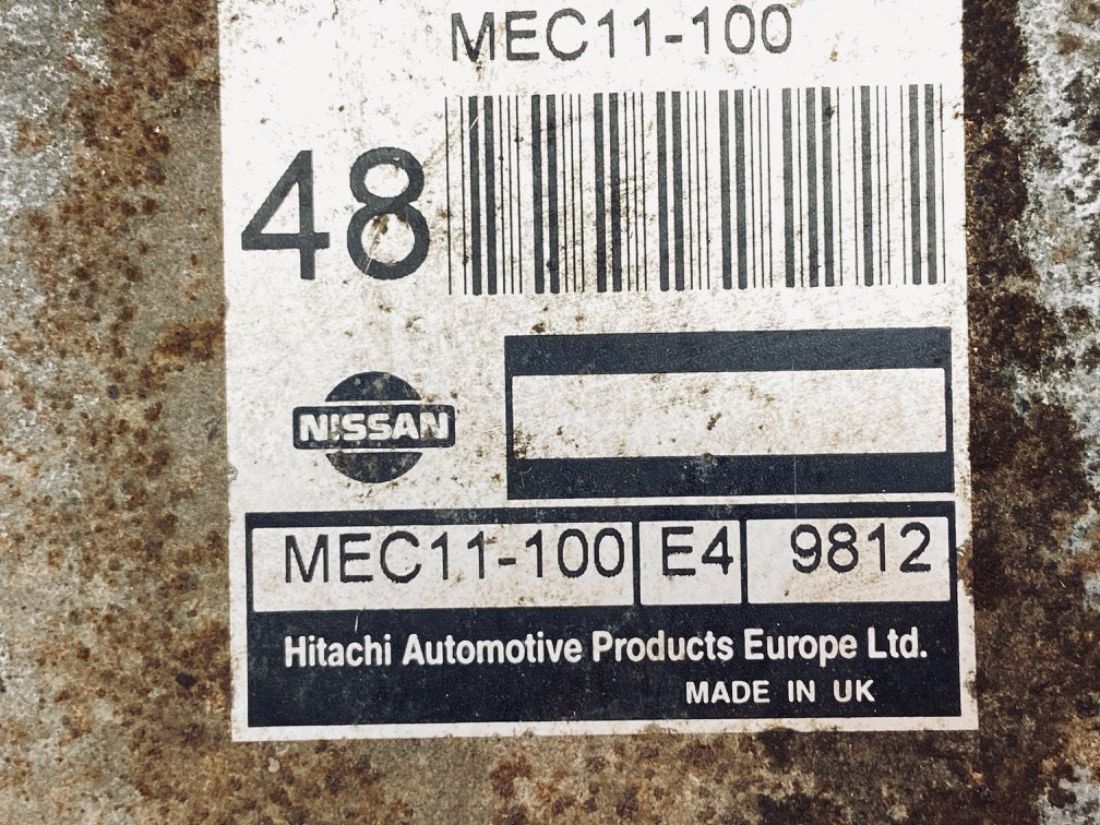 MEC11-100
48
NISSAN
MEC11-100 E4 9812
Hitachi Automotive Products Europe Ltd.
MADE IN UK